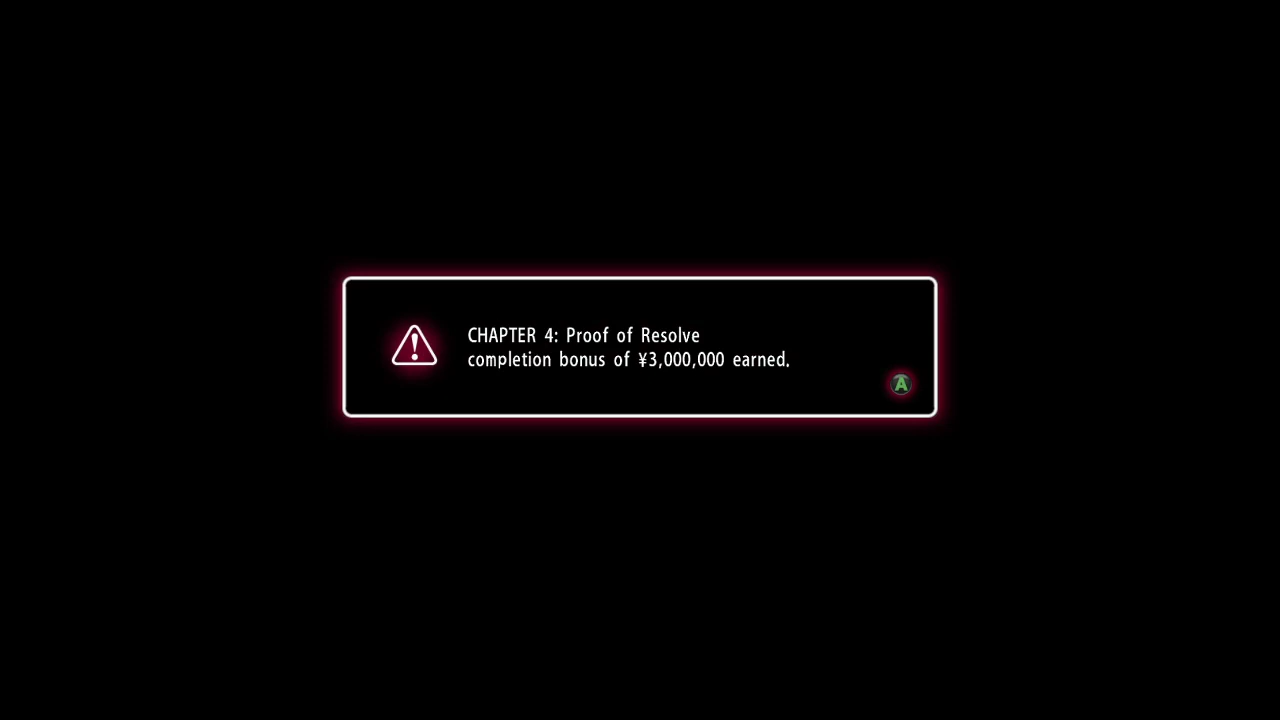 CHAPTER 4: Proof of Resolve
completion bonus of ¥3,000,000 earned.
A